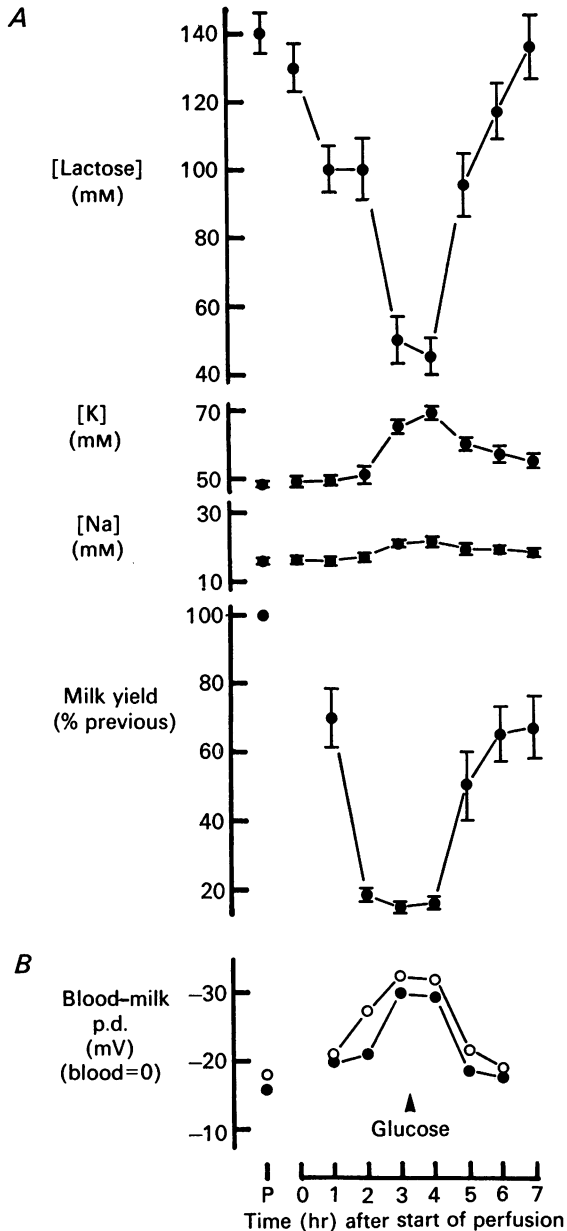 A
140
120
100
80
60
40
[Lactose]
(mM)
70
50
[K]
(mM)
30
10
[Na]
(mM)
100
80
60
40
20
Milk yield
(% previous)
B
−30
−20
−10
Blood–milk
p.d.
(mV)
(blood=0)
Glucose
P 0 1 2 3 4 5 6 7
Time (hr) after start of perfusion